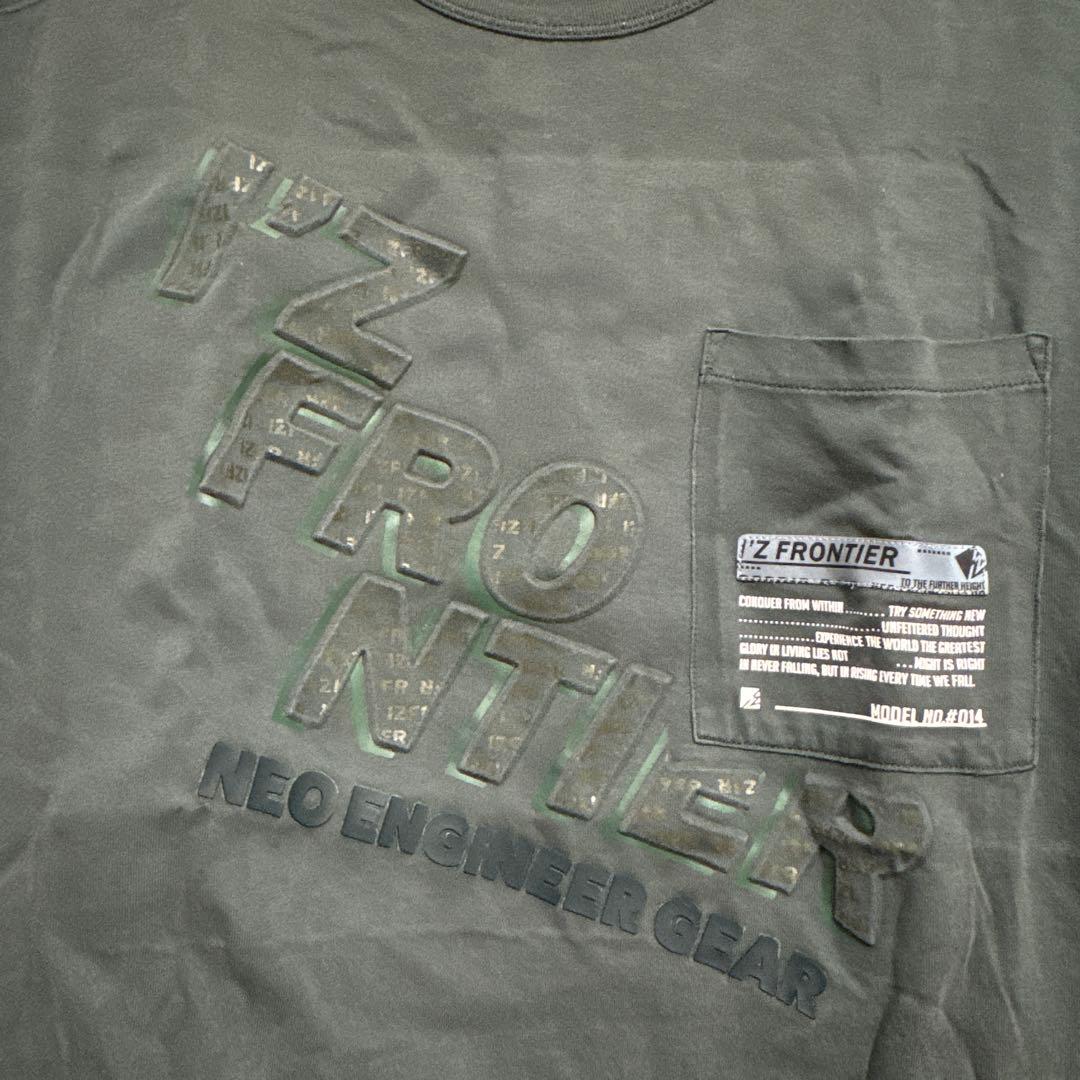 I'Z
FRO
NTIER
NEO ENGINEER GEAR
I'Z FRONTIER
TO THE FURTHER HEIGHT
CONQUER FROM WITHIN ........ TRY SOMETHING NEW
............................. UNFETTERED THOUGHT
............... EXPERIENCE THE WORLD THE GREATEST
GLORY IN LIVING LIES NOT ... MIGHT IS RIGHT
IN NEVER FALLING, BUT IN RISING EVERY TIME WE FALL.
MODEL NO.#014